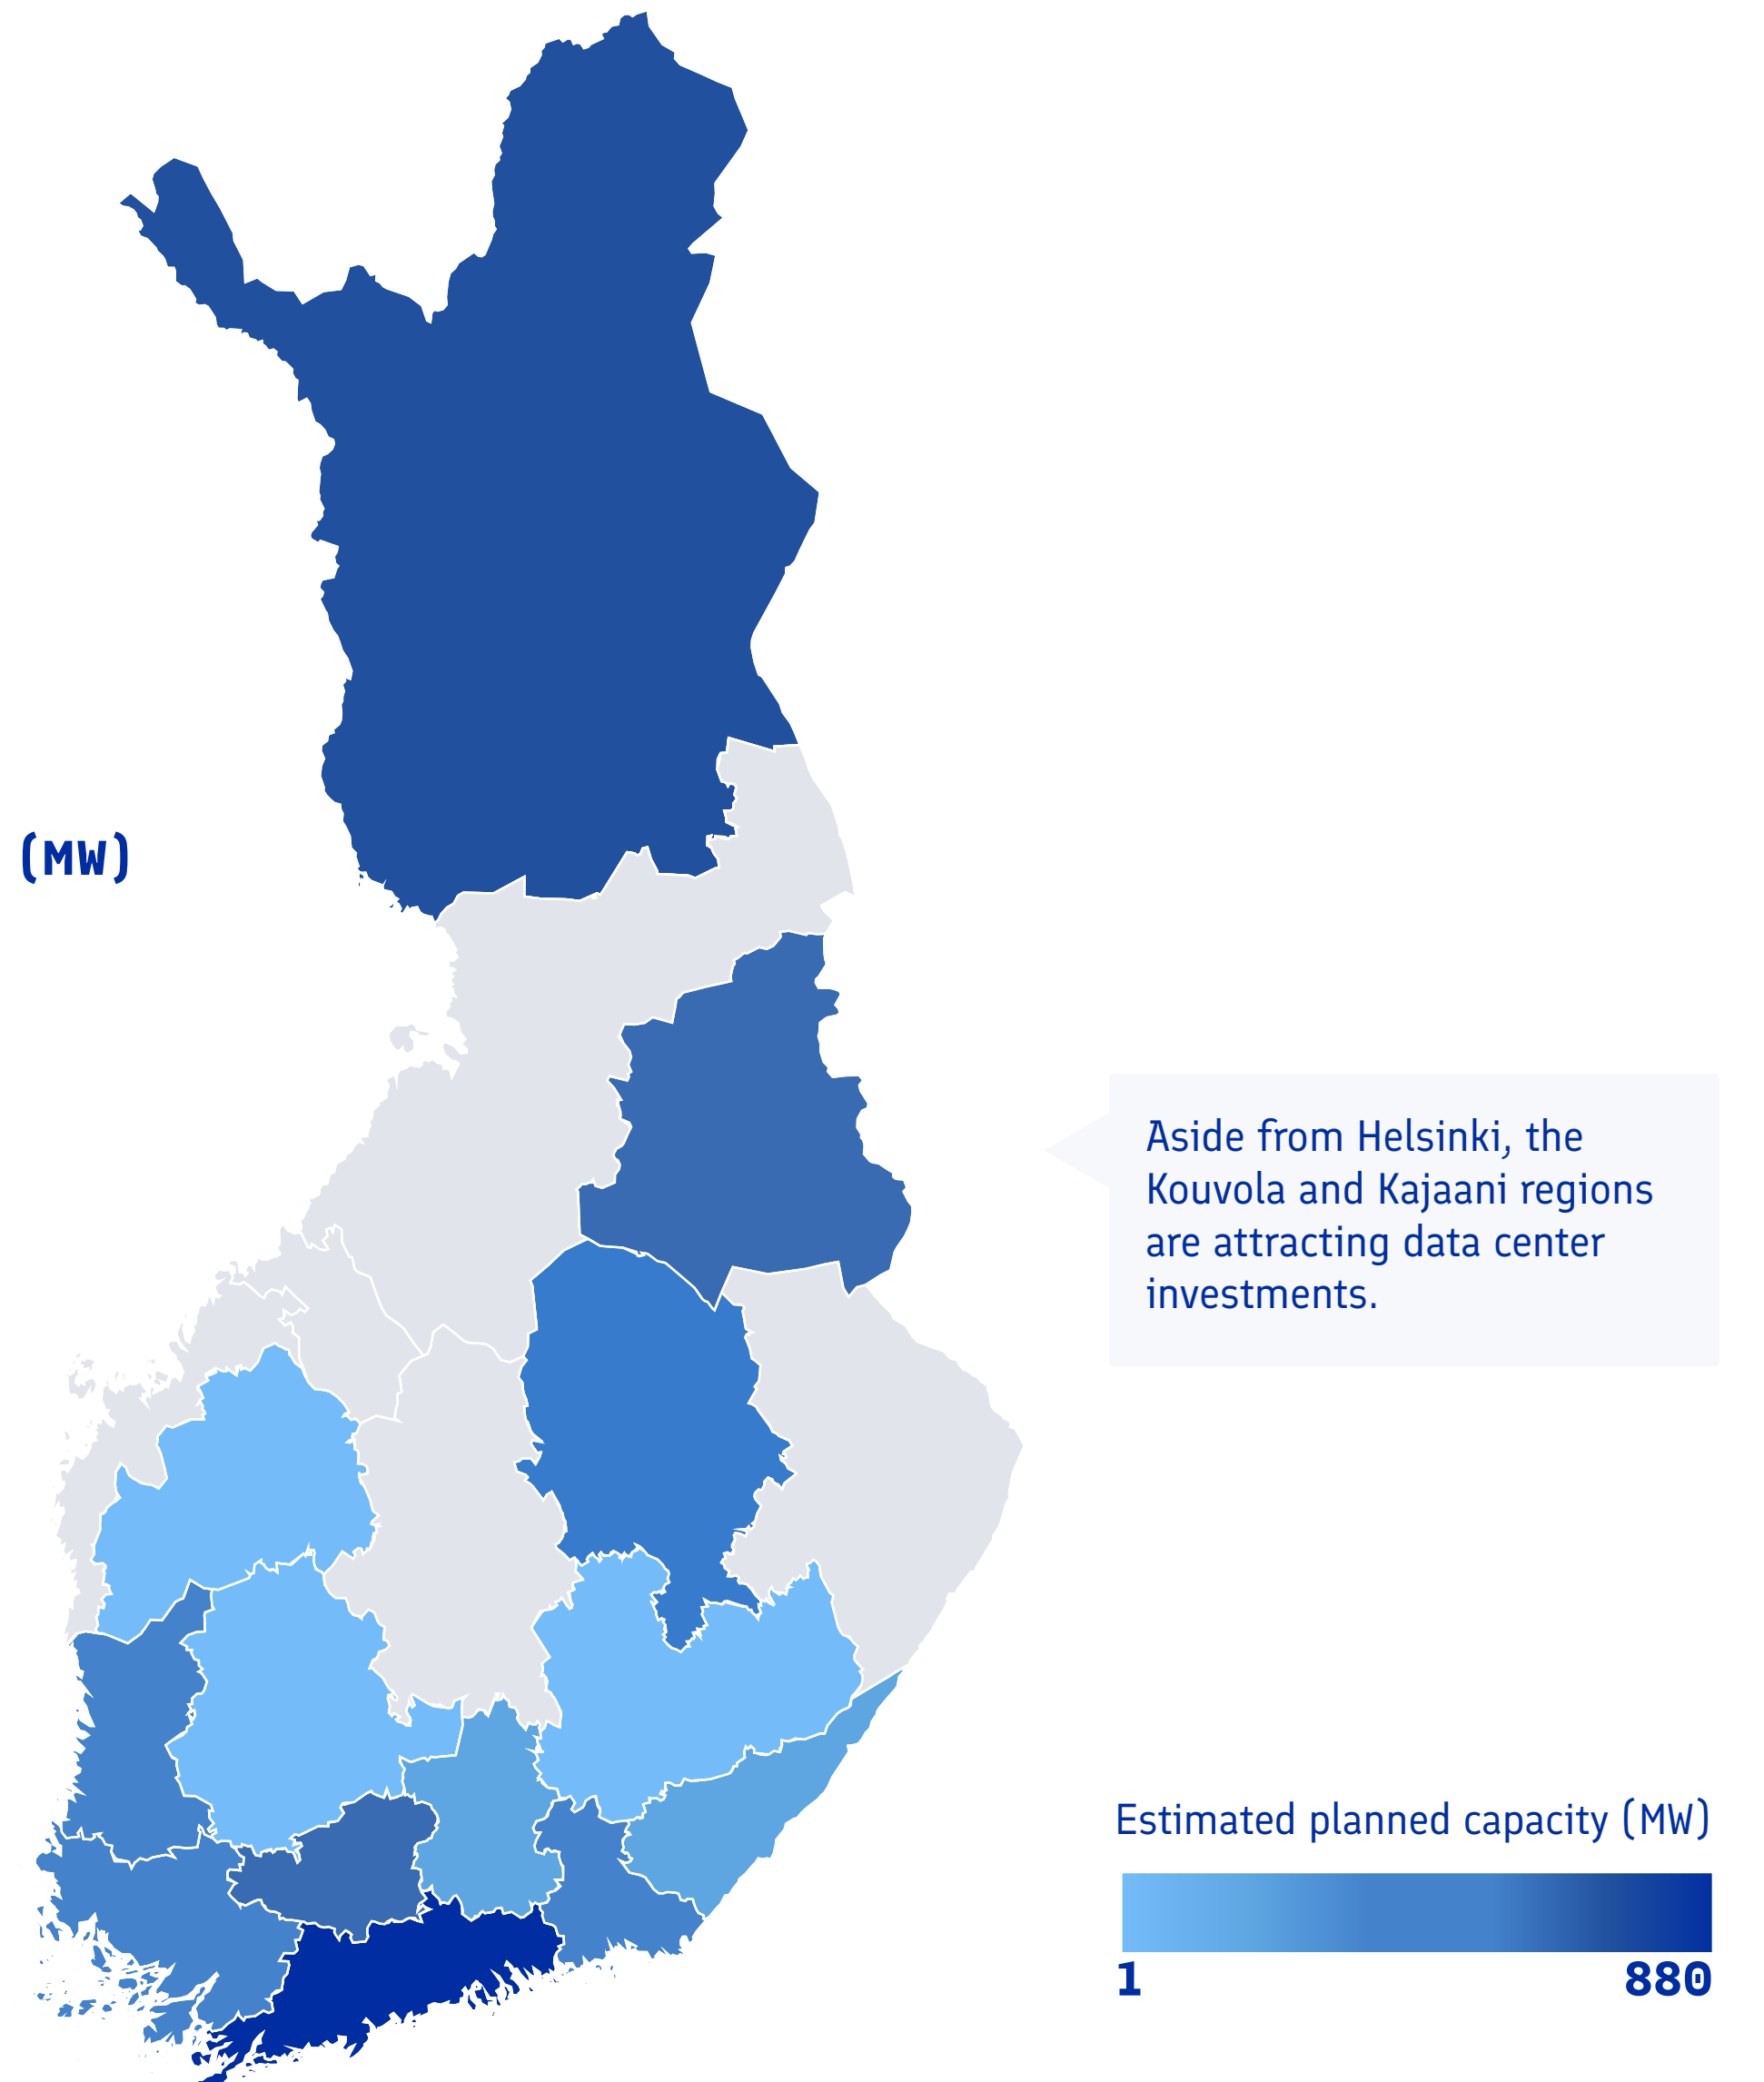 (MW)
Aside from Helsinki, the
Kouvola and Kajaani regions
are attracting data center
investments.
Estimated planned capacity (MW)
1
880